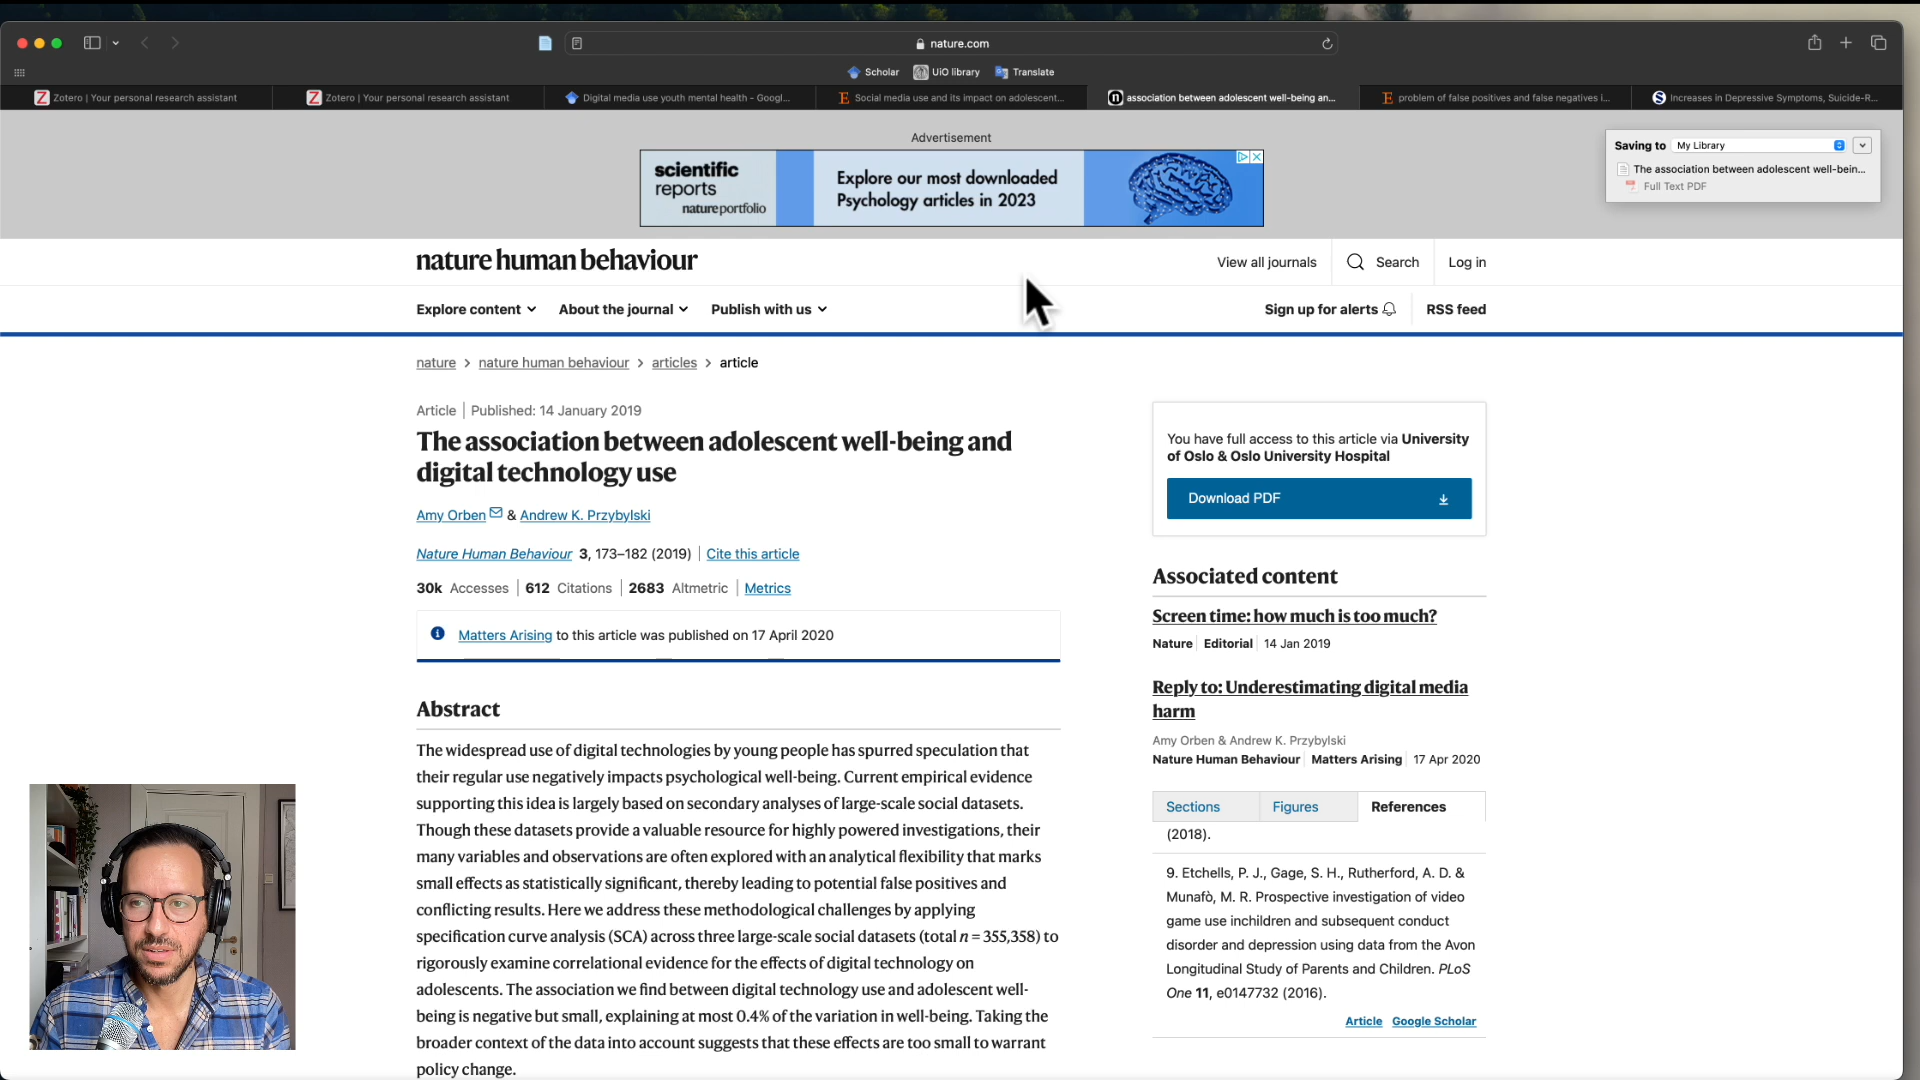 nature.com
Scholar
UiO library
Translate
Zotero | Your personal research assistant
Zotero | Your personal research assistant
Digital media use youth mental health - Googl...
Social media use and its impact on adolescent...
association between adolescent well-being an...
problem of false positives and false negatives i...
Increases in Depressive Symptoms, Suicide-R...
Advertisement
scientific
reports
natureportfolio
Explore our most downloaded
Psychology articles in 2023
Saving to My Library
The association between adolescent well-bein...
Full Text PDF
nature human behaviour
View all journals
Search
Log in
Explore content
About the journal
Publish with us
Sign up for alerts
RSS feed
nature > nature human behaviour > articles > article
Article | Published: 14 January 2019
The association between adolescent well-being and
digital technology use
Amy Orben & Andrew K. Przybylski
Nature Human Behaviour 3, 173–182 (2019) | Cite this article
30k Accesses | 612 Citations | 2683 Altmetric | Metrics
Matters Arising to this article was published on 17 April 2020
Abstract
The widespread use of digital technologies by young people has spurred speculation that
their regular use negatively impacts psychological well-being. Current empirical evidence
supporting this idea is largely based on secondary analyses of large-scale social datasets.
Though these datasets provide a valuable resource for highly powered investigations, their
many variables and observations are often explored with an analytical flexibility that marks
small effects as statistically significant, thereby leading to potential false positives and
conflicting results. Here we address these methodological challenges by applying
specification curve analysis (SCA) across three large-scale social datasets (total n = 355,358) to
rigorously examine correlational evidence for the effects of digital technology on
adolescents. The association we find between digital technology use and adolescent well-
being is negative but small, explaining at most 0.4% of the variation in well-being. Taking the
broader context of the data into account suggests that these effects are too small to warrant
policy change.
You have full access to this article via University
of Oslo & Oslo University Hospital
Download PDF
Associated content
Screen time: how much is too much?
Nature | Editorial | 14 Jan 2019
Reply to: Underestimating digital media
harm
Amy Orben & Andrew K. Przybylski
Nature Human Behaviour | Matters Arising | 17 Apr 2020
Sections
Figures
References
(2018).
9. Etchells, P. J., Gage, S. H., Rutherford, A. D. &
Munafò, M. R. Prospective investigation of video
game use inchildren and subsequent conduct
disorder and depression using data from the Avon
Longitudinal Study of Parents and Children. PLoS
One 11, e0147732 (2016).
Article Google Scholar